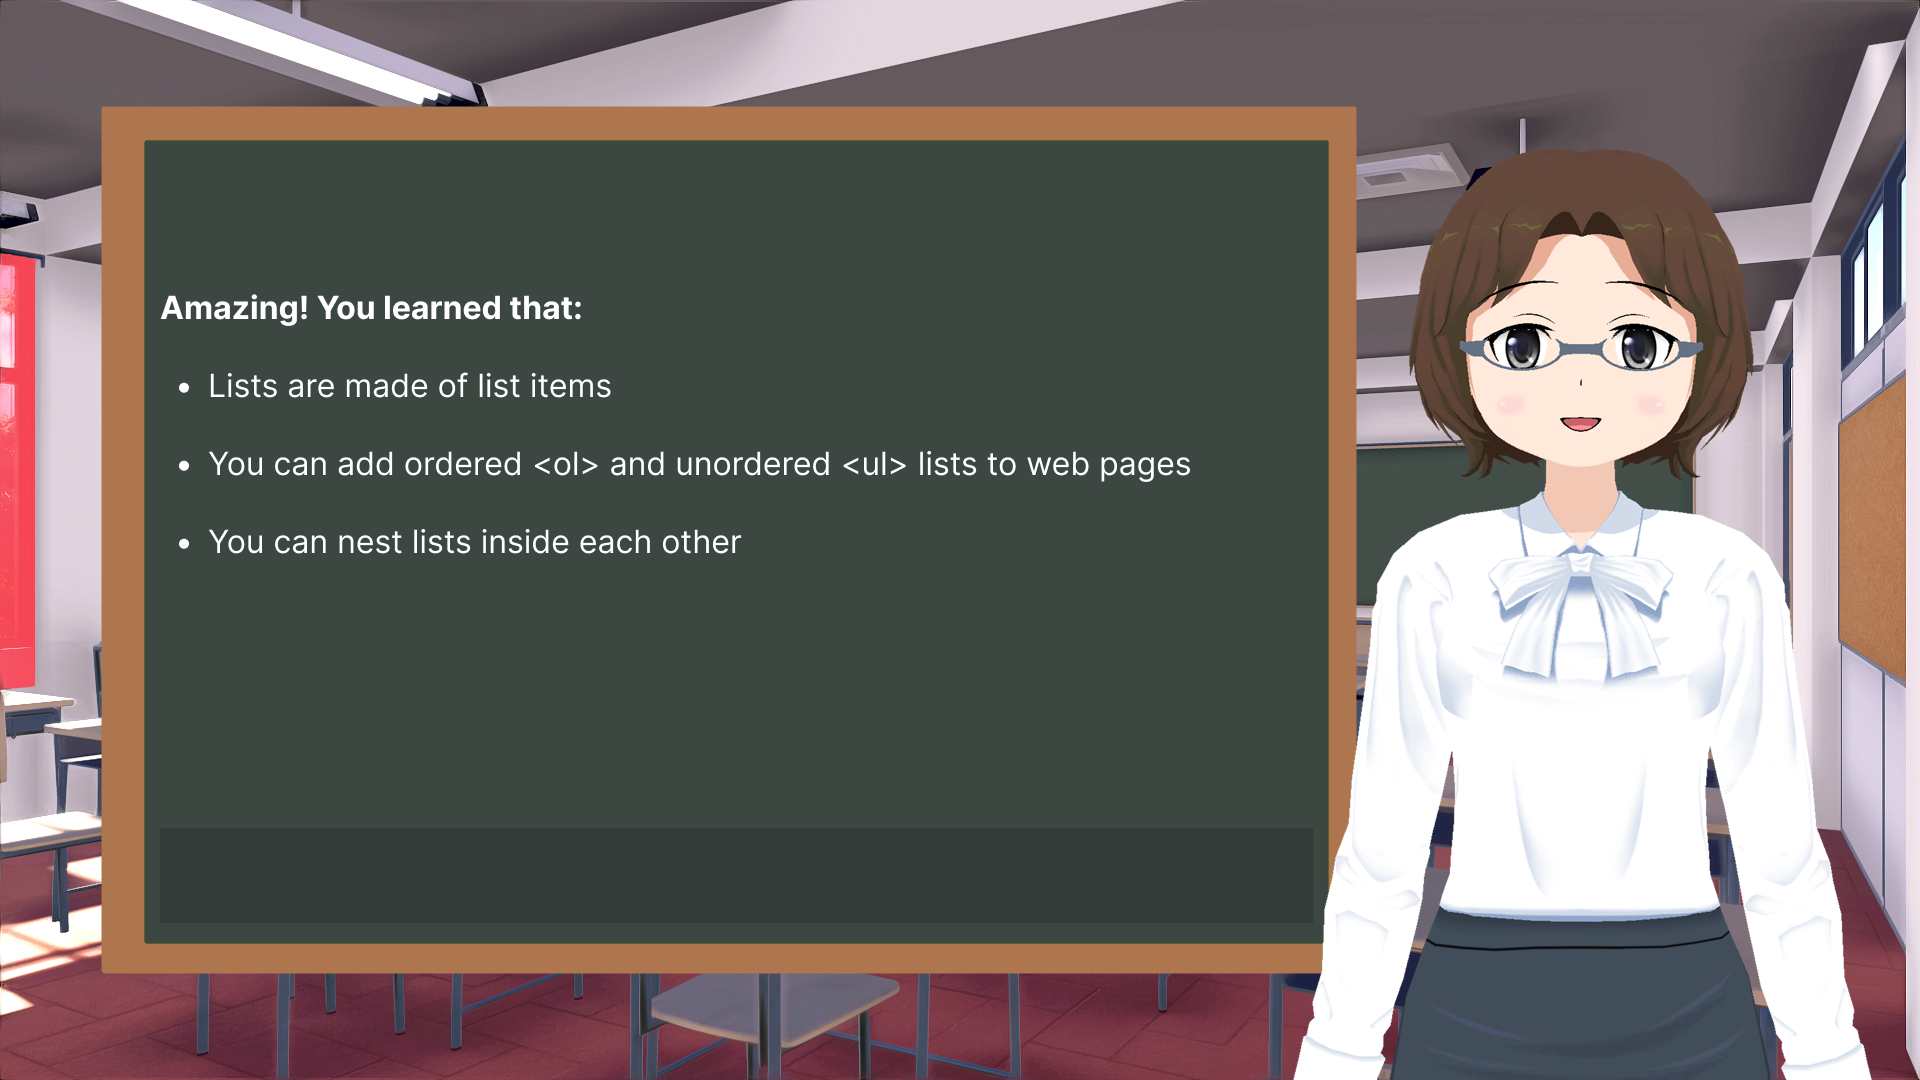 Amazing! You learned that:
• Lists are made of list items
• You can add ordered <ol> and unordered <ul> lists to web pages
• You can nest lists inside each other